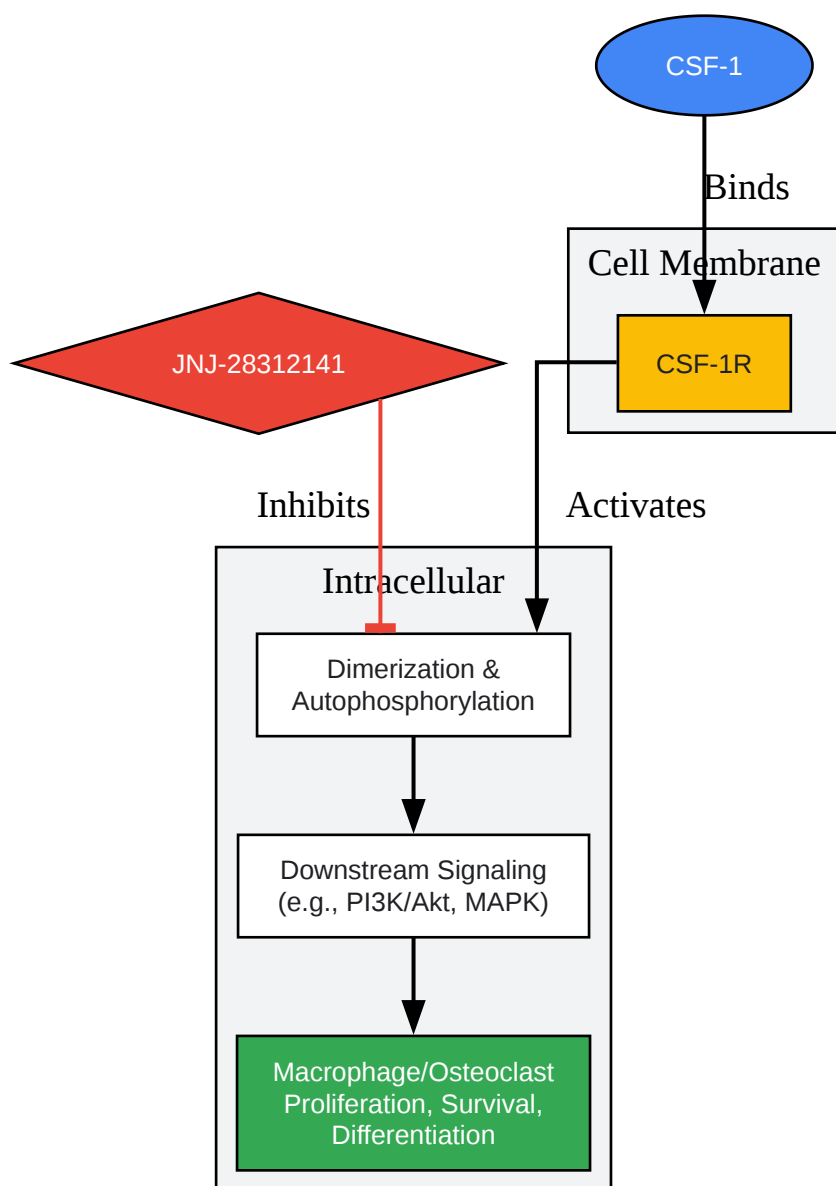 CSF-1
Binds
Cell Membrane
JNJ-28312141
CSF-1R
Inhibits
Activates
Intracellular
Dimerization &
Autophosphorylation
Downstream Signaling
(e.g., PI3K/Akt, MAPK)
Macrophage/Osteoclast
Proliferation, Survival,
Differentiation